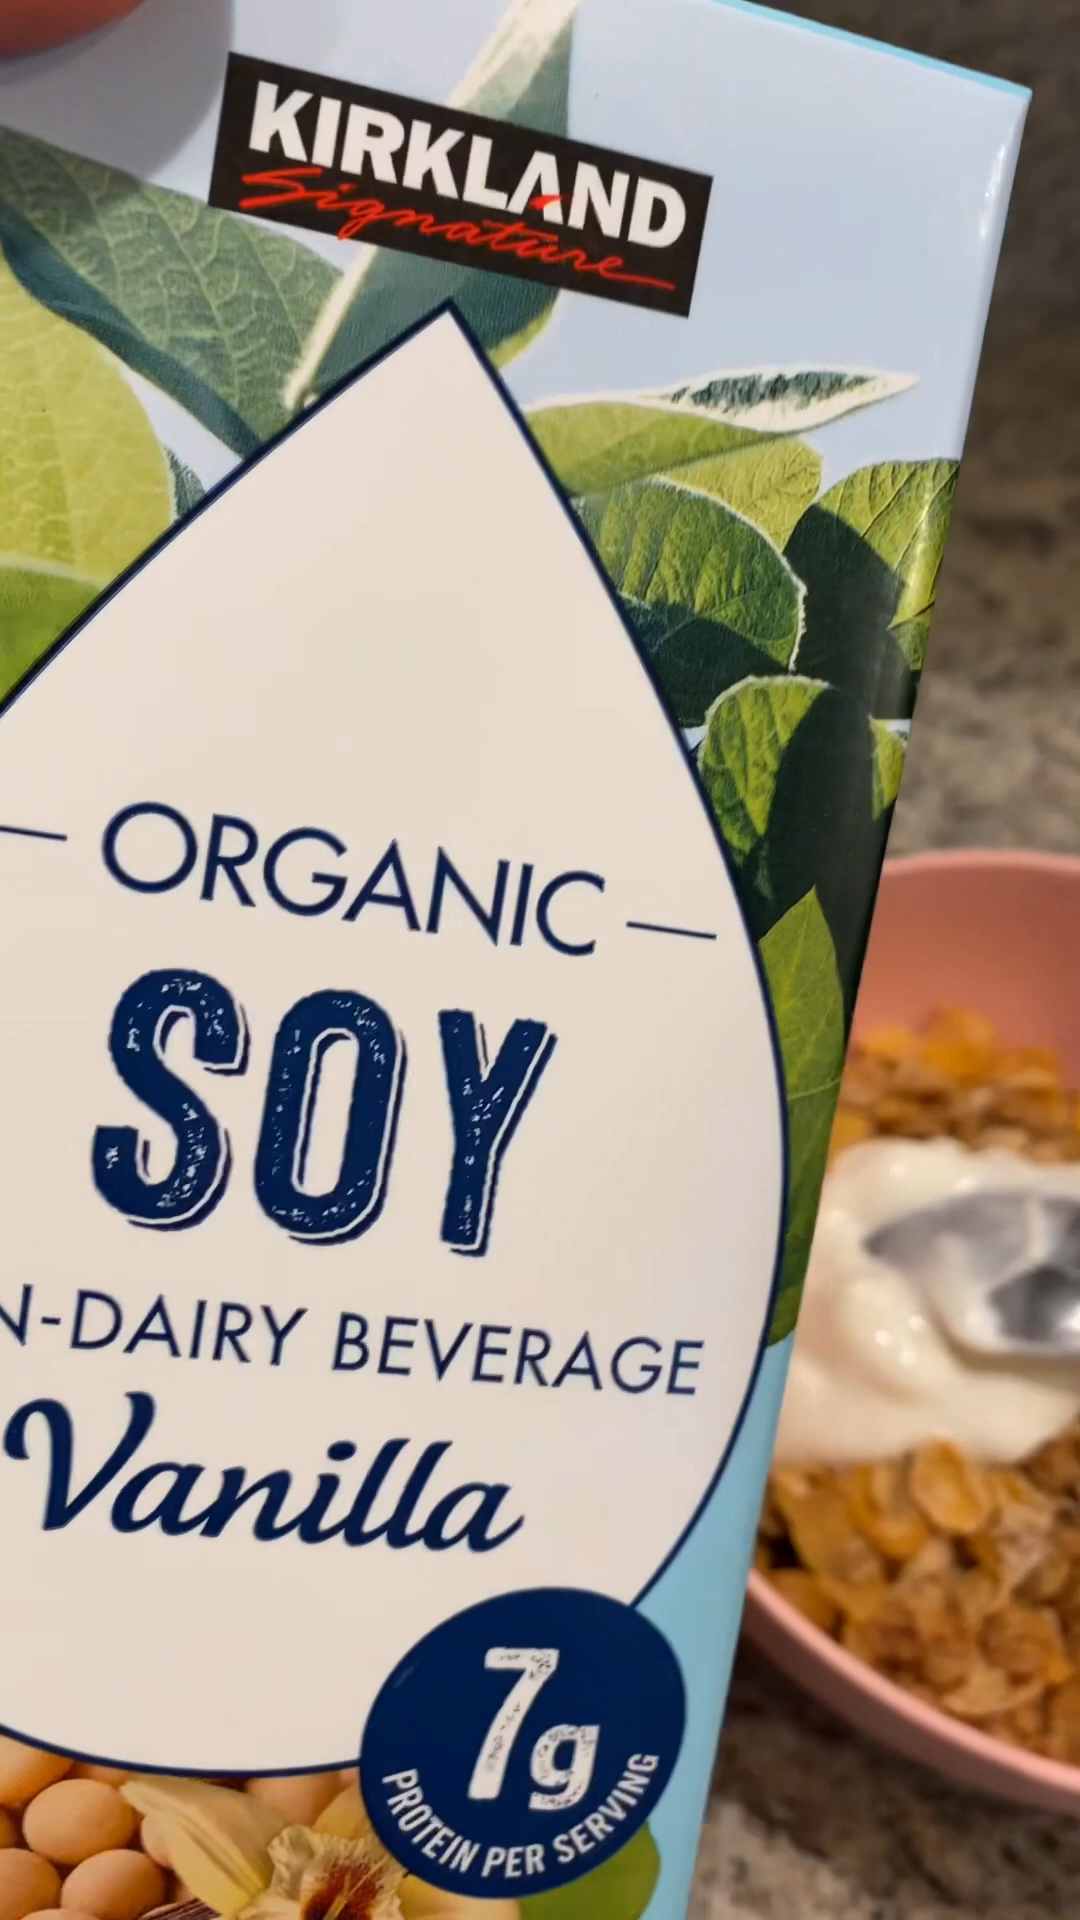 KIRKLAND
Signature
ORGANIC
SOY
N-DAIRY BEVERAGE
Vanilla
7g
PROTEIN PER SERVING